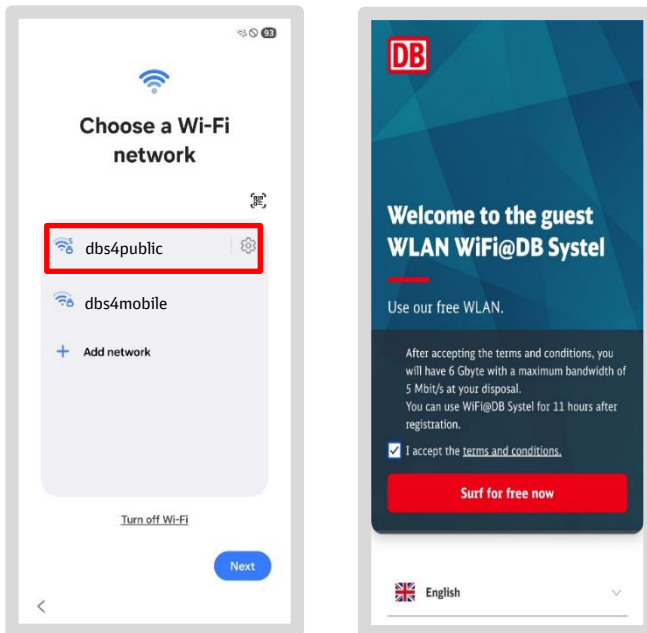 93
Choose a Wi-Fi
network
dbs4public
dbs4mobile
+ Add network
Turn off Wi-Fi
Next
DB
Welcome to the guest
WLAN WiFi@DB Systel
Use our free WLAN.
After accepting the terms and conditions, you
will have 6 Gbyte with a maximum bandwidth of
5 Mbit/s at your disposal.
You can use WiFi@DB Systel for 11 hours after
registration.
I accept the terms and conditions.
Surf for free now
English